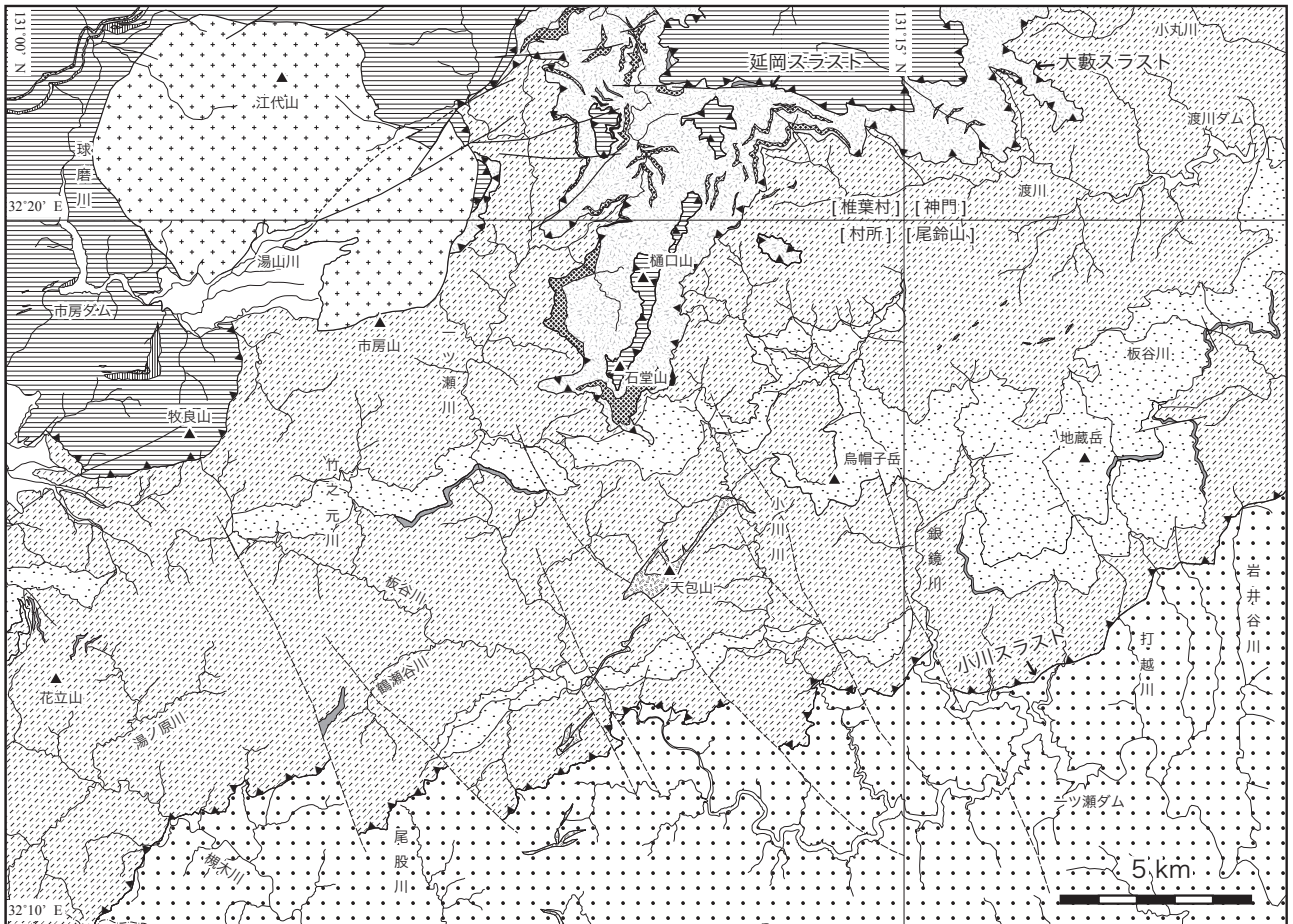 131°00' N
131°15' N
小丸川
延岡スラスト
大藪スラスト
江代山
渡川ダム
球磨川
渡川
32°20' E
[椎葉村]
[神門]
[村所]
[尾鈴山]
湯山川
樋口山
市房ダム
市房山
一ツ瀬川
板谷川
石堂山
牧良山
地蔵岳
烏帽子岳
竹之元川
小川川
銀鏡川
天包山
板谷川
岩井谷川
打越川
小川スラスト
鶴瀬谷川
花立山
湯ノ原川
一ツ瀬ダム
尾股川
槻木川
5 km
32°10' E